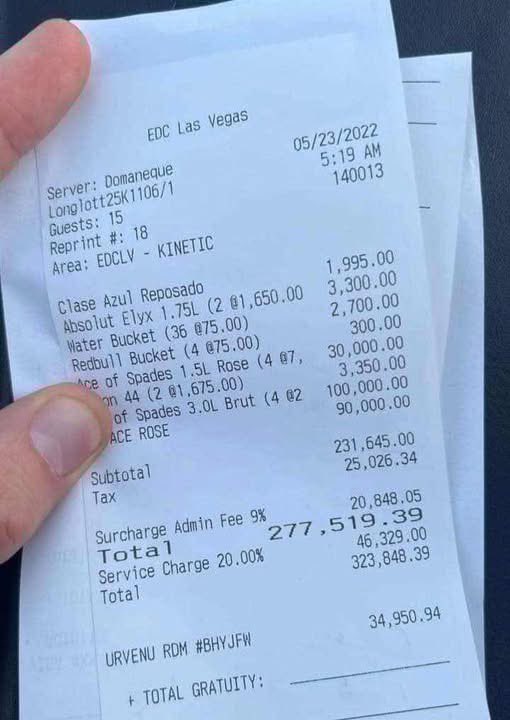 EDC Las Vegas
05/23/2022
Server: Domaneque 5:19 AM
Longlott25K1106/1 140013
Guests: 15
Reprint #: 18
Area: EDCLV - KINETIC
Clase Azul Reposado 1,995.00
Absolut Elyx 1.75L (2 @1,650.00 3,300.00
Water Bucket (36 @75.00) 2,700.00
Redbull Bucket (4 @75.00) 300.00
of Spades 1.5L Rose (4 @7, 30,000.00
44 (2 @1,675.00) 3,350.00
of Spades 3.0L Brut (4 @2 100,000.00
ACE ROSE 90,000.00
Subtotal 231,645.00
Tax 25,026.34
Surcharge Admin Fee 9% 20,848.05
Total 277,519.39
Service Charge 20.00% 46,329.00
Total 323,848.39
URVENU RDM #BHYJFW 34,950.94
+ TOTAL GRATUITY: